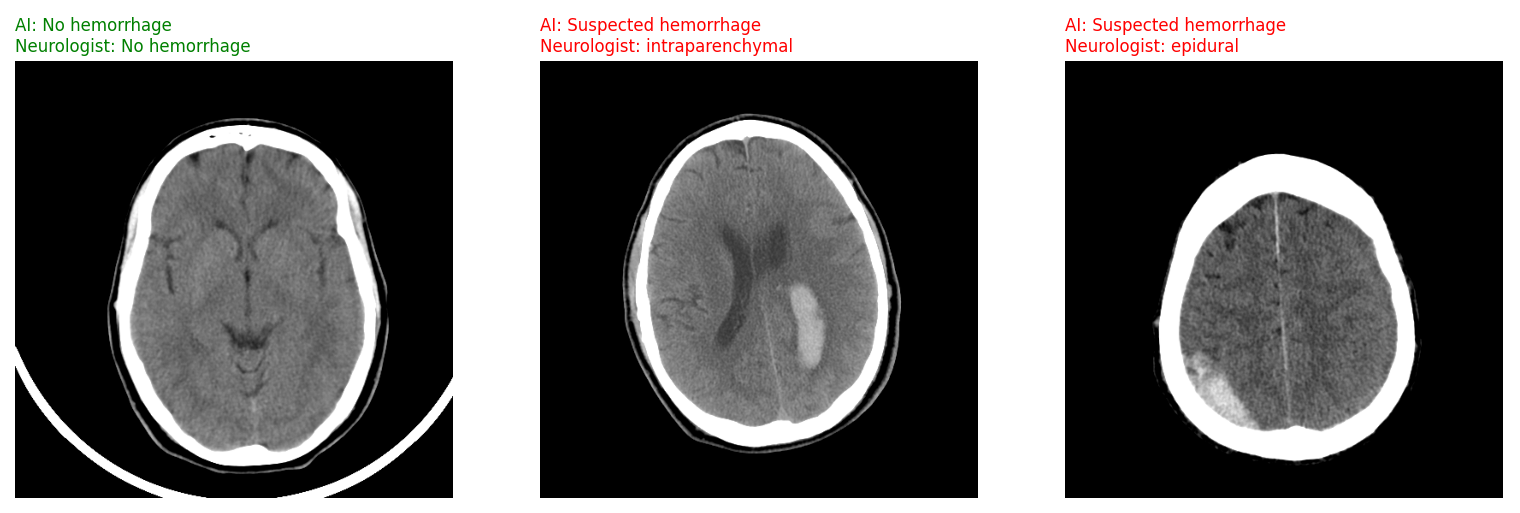 AI: No hemorrhage
Neurologist: No hemorrhage
AI: Suspected hemorrhage
Neurologist: intraparenchymal
AI: Suspected hemorrhage
Neurologist: epidural